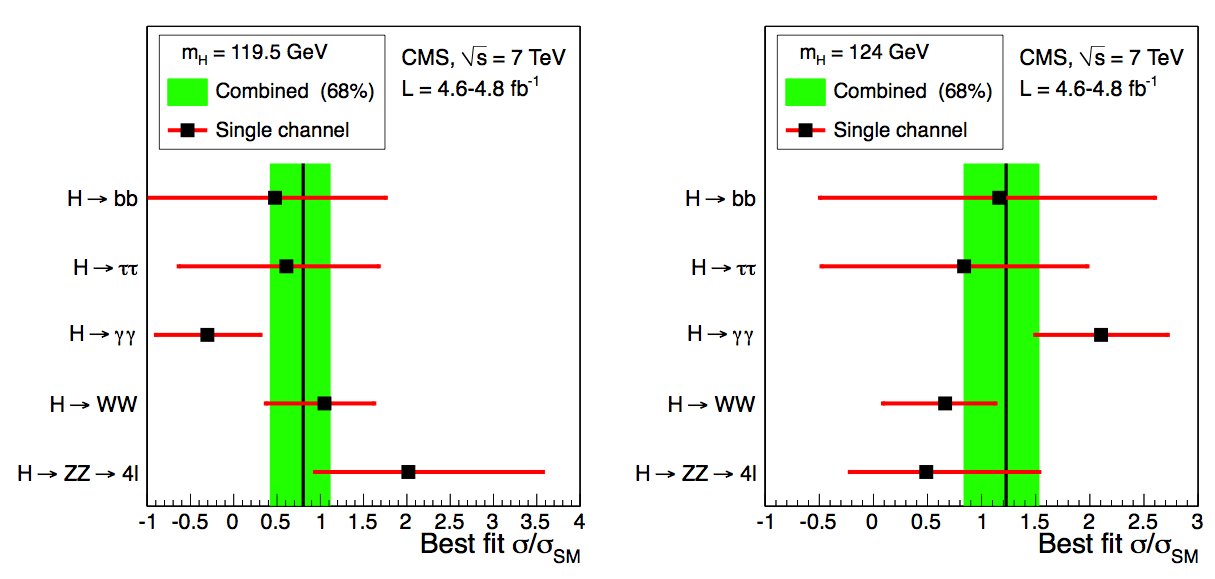 m_H = 119.5 GeV
Combined (68%)
Single channel
CMS, √s = 7 TeV
L = 4.6-4.8 fb^-1
H → bb
H → ττ
H → γγ
H → WW
H → ZZ → 4l
-1 -0.5 0 0.5 1 1.5 2 2.5 3 3.5 4
Best fit σ/σ_SM
m_H = 124 GeV
Combined (68%)
Single channel
CMS, √s = 7 TeV
L = 4.6-4.8 fb^-1
H → bb
H → ττ
H → γγ
H → WW
H → ZZ → 4l
-1 -0.5 0 0.5 1 1.5 2 2.5 3
Best fit σ/σ_SM